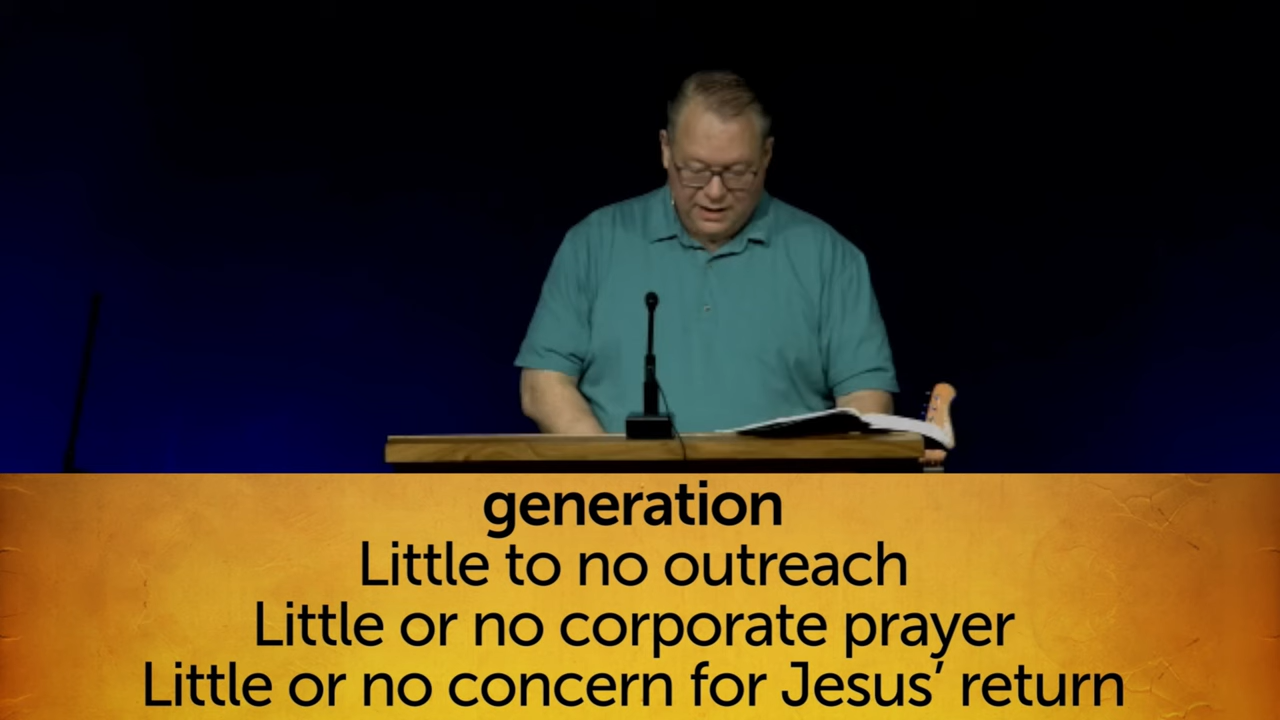 generation
Little to no outreach
Little or no corporate prayer
Little or no concern for Jesus’ return